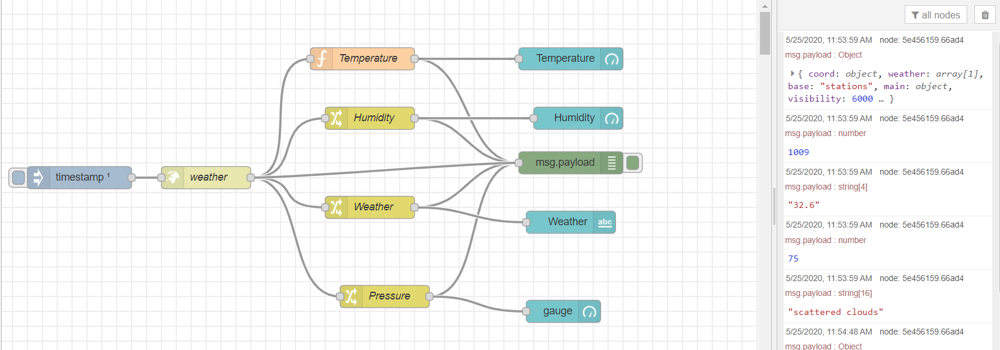 Temperature
Temperature
Humidity
Humidity
msg.payload
timestamp ¹
weather
Weather
Weather
abc
Pressure
gauge
all nodes
5/25/2020, 11:53:59 AM node: 5e456159.66ad4
msg.payload : Object
{ coord: object, weather: array[1],
base: "stations", main: object,
visibility: 6000 … }
5/25/2020, 11:53:59 AM node: 5e456159.66ad4
msg.payload : number
1009
5/25/2020, 11:53:59 AM node: 5e456159.66ad4
msg.payload : string[4]
"32.6"
5/25/2020, 11:53:59 AM node: 5e456159.66ad4
msg.payload : number
75
5/25/2020, 11:53:59 AM node: 5e456159.66ad4
msg.payload : string[16]
"scattered clouds"
5/25/2020, 11:54:48 AM node: 5e456159.66ad4
msg.payload : Object